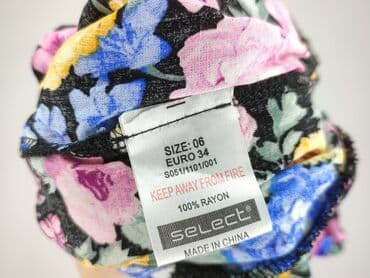 SIZE: 06
EURO 34
S051/1101/001
KEEP AWAY FROM FIRE
100% RAYON
SELECT
MADE IN CHINA